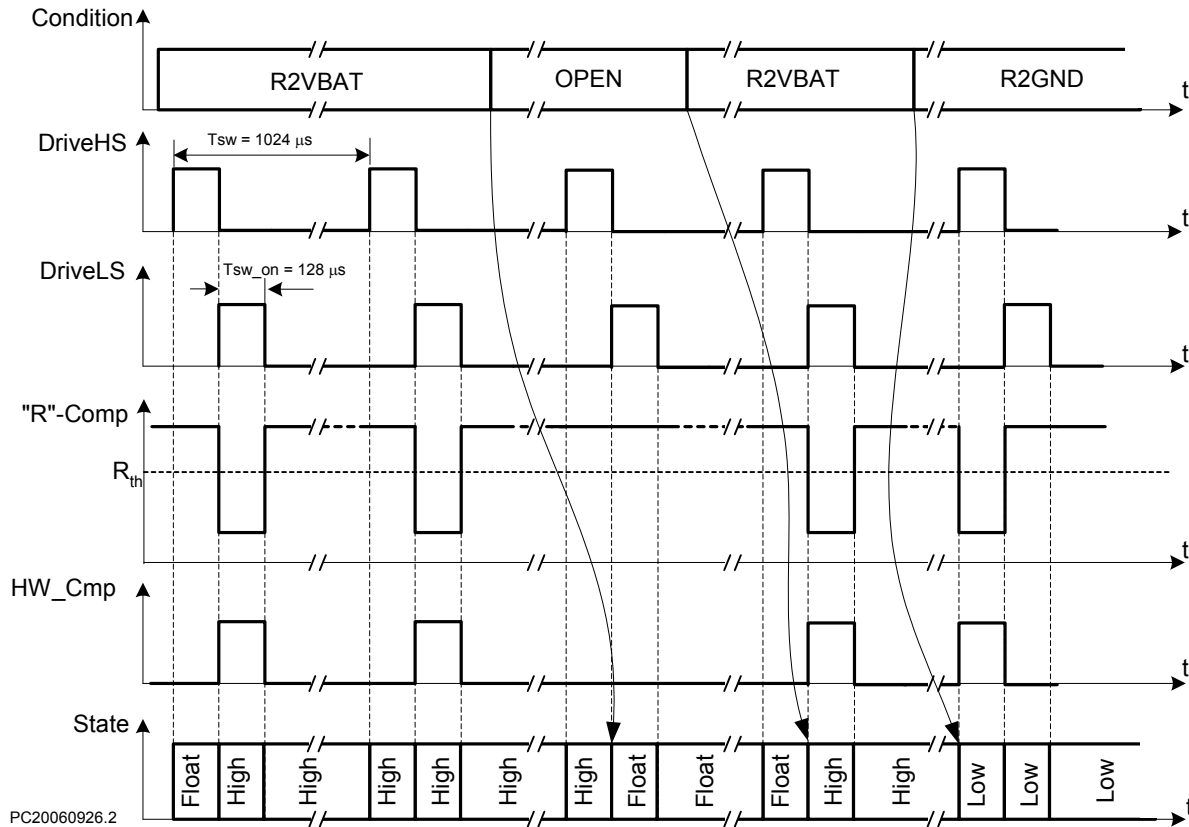 Condition
R2VBAT
OPEN
R2VBAT
R2GND
t
DriveHS
Tsw = 1024 μs
t
DriveLS
Tsw_on = 128 μs
t
"R"-Comp
Rth
t
HW_Cmp
t
State
Float
High
High
High
High
High
High
Float
Float
Float
High
High
Low
Low
Low
t
PC20060926.2